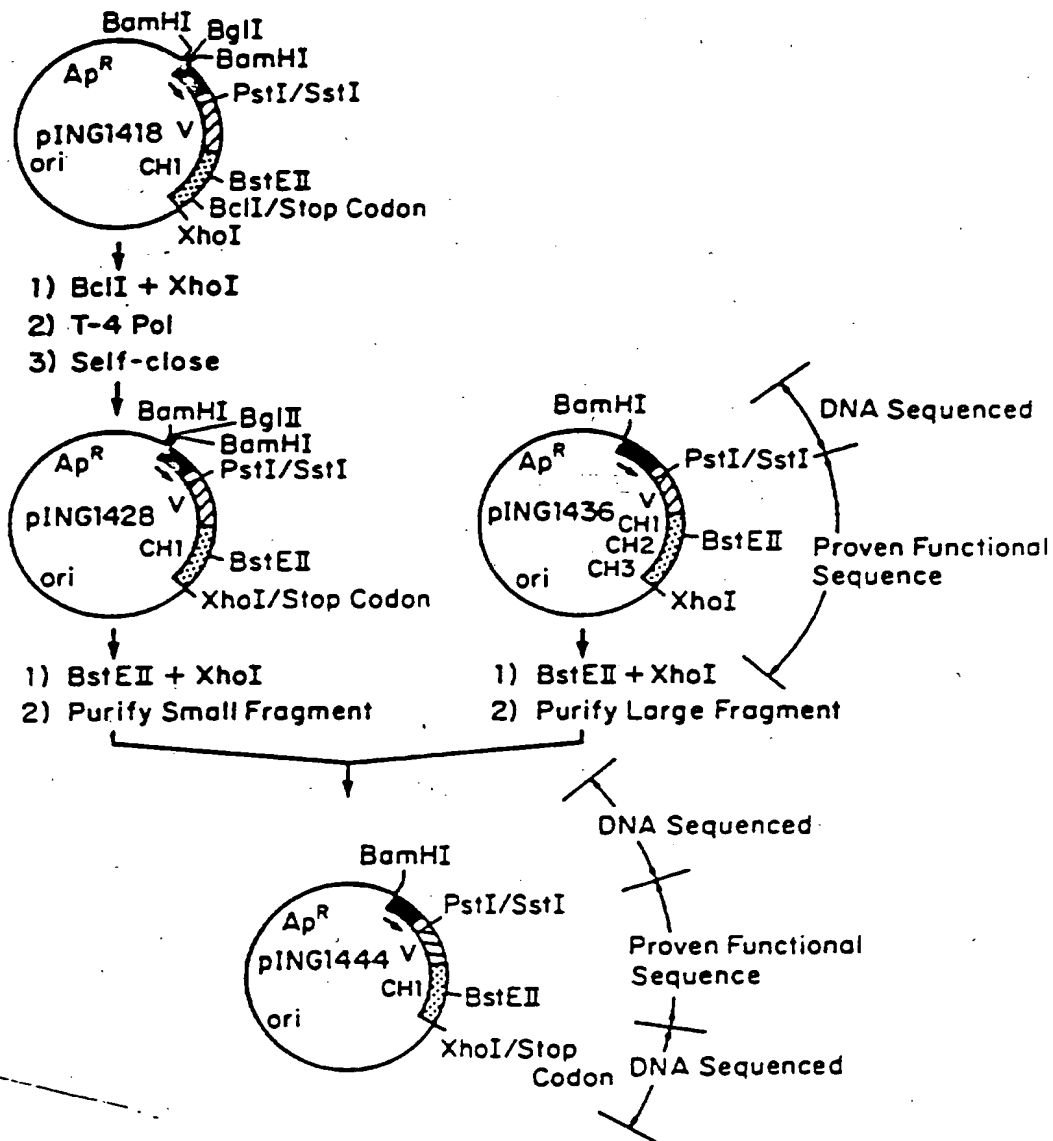 BamHI
BglI
BamHI
Ap^R
PstI/SstI
pING1418
V
ori
CH1
BstEII
BclI/Stop Codon
XhoI
1) BclI + XhoI
2) T-4 Pol
3) Self-close
BamHI
BglII
BamHI
Ap^R
PstI/SstI
pING1428
V
CH1
BstEII
ori
XhoI/Stop Codon
BamHI
Ap^R
PstI/SstI
V
pING1436
CH1
CH2
BstEII
CH3
ori
XhoI
DNA Sequenced
Proven Functional
Sequence
1) BstEII + XhoI
2) Purify Small Fragment
1) BstEII + XhoI
2) Purify Large Fragment
BamHI
Ap^R
PstI/SstI
pING1444
V
CH1
BstEII
ori
XhoI/Stop
Codon
DNA Sequenced
Proven Functional
Sequence
DNA Sequenced